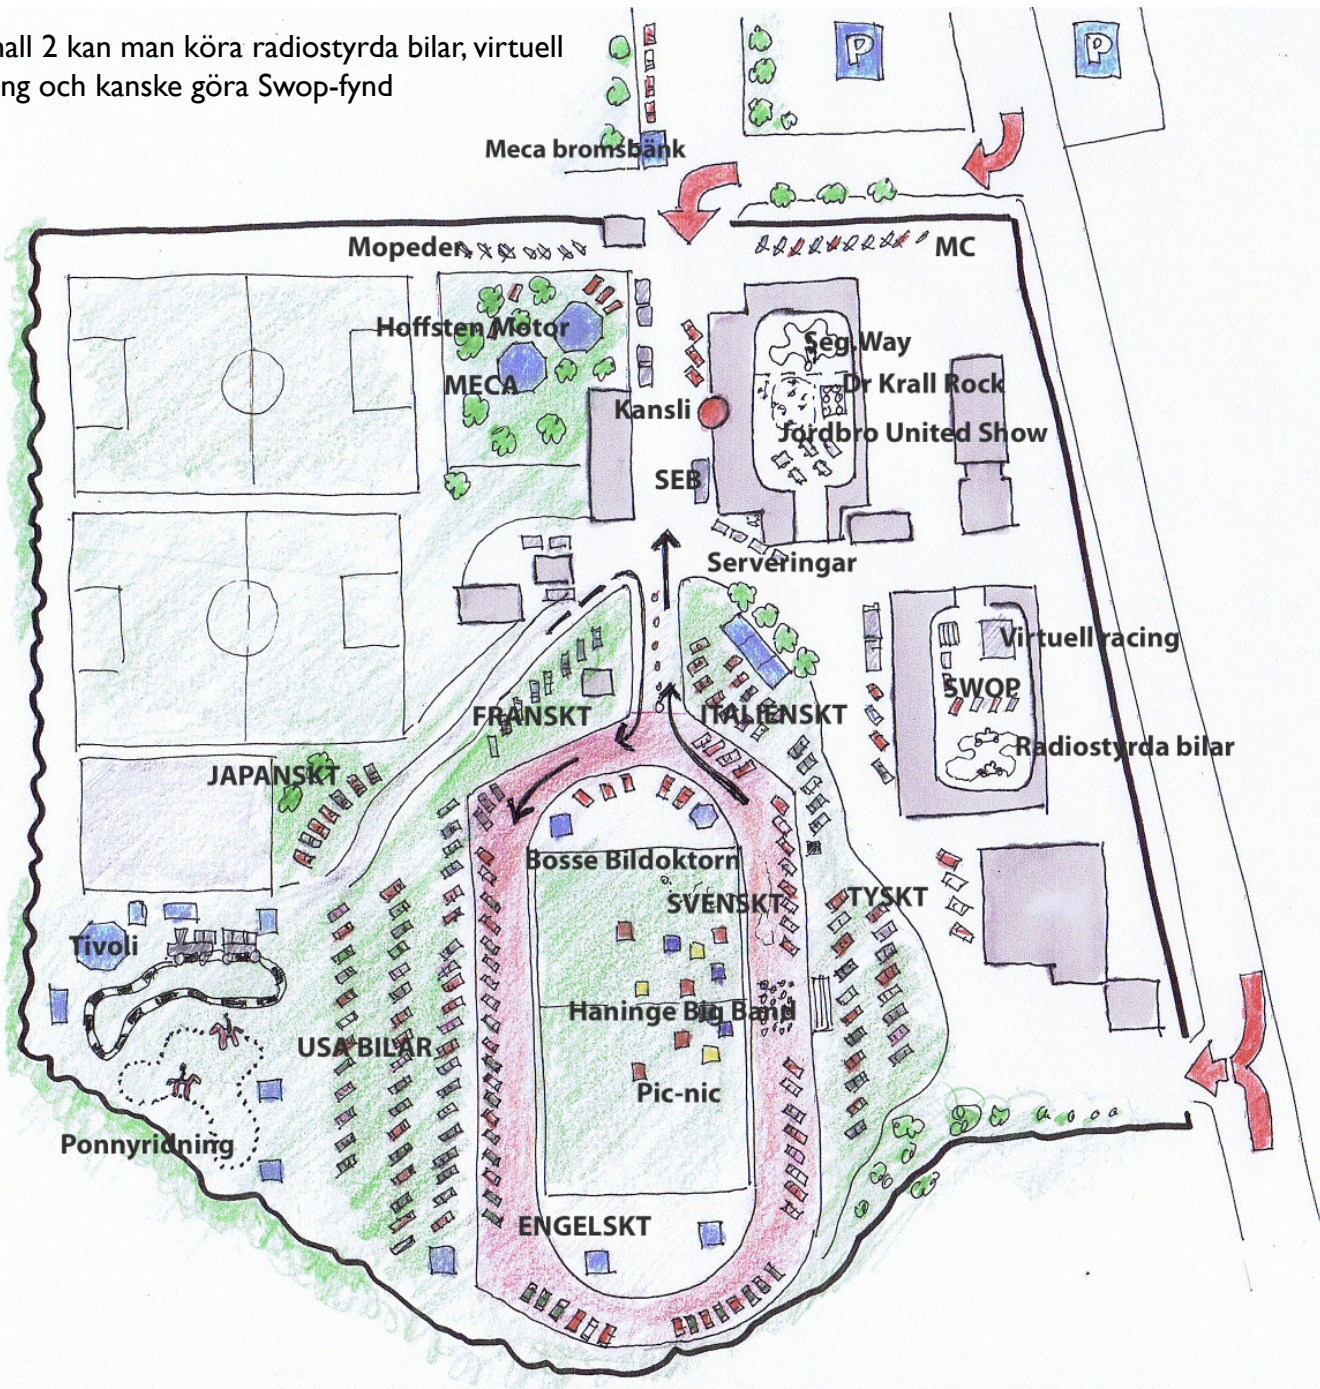 hall 2 kan man köra radiostyrda bilar, virtuell
ng och kanske göra Swop-fynd
P
P
Meca bromsbänk
Mopeder
MC
Hoffsten Motor
Seg Way
MECA
Dr Krall Rock
Kansli
Jordbro United Show
SEB
Serveringar
Virtuell racing
SWOP
FRANSKT
ITALIENSKT
Radiostyrda bilar
JAPANSKT
Bosse Bildoktorn
SVENSKT
TYSKT
Tivoli
Haninge Big Band
USA BILAR
Pic-nic
Ponnyridning
ENGELSKT